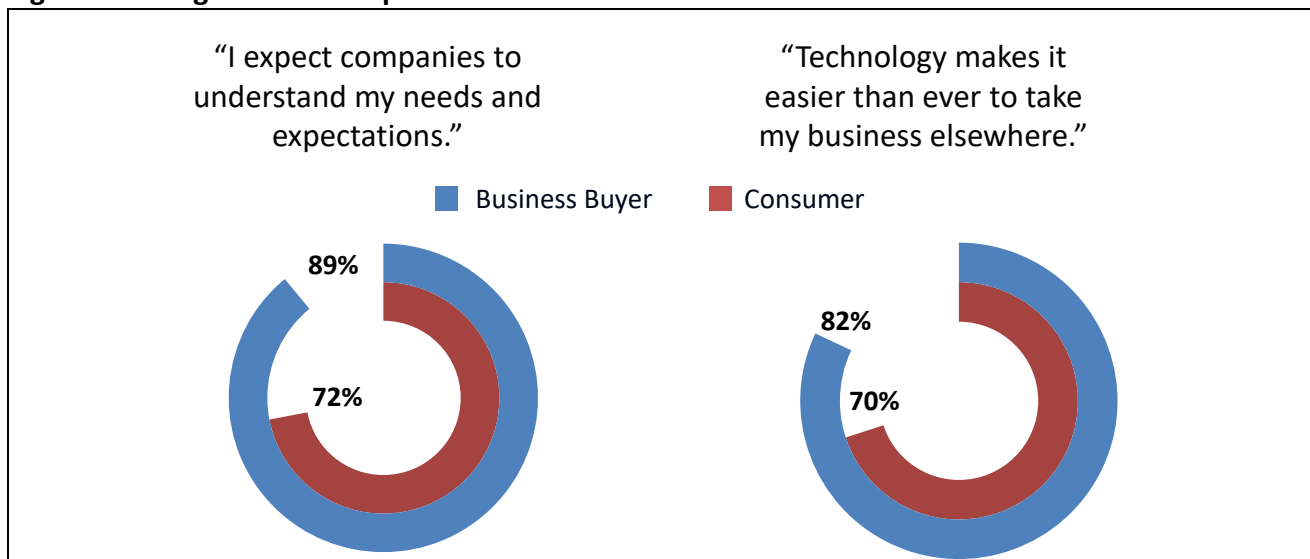 “I expect companies to
understand my needs and
expectations.”
“Technology makes it
easier than ever to take
my business elsewhere.”
Business Buyer
Consumer
89%
72%
82%
70%